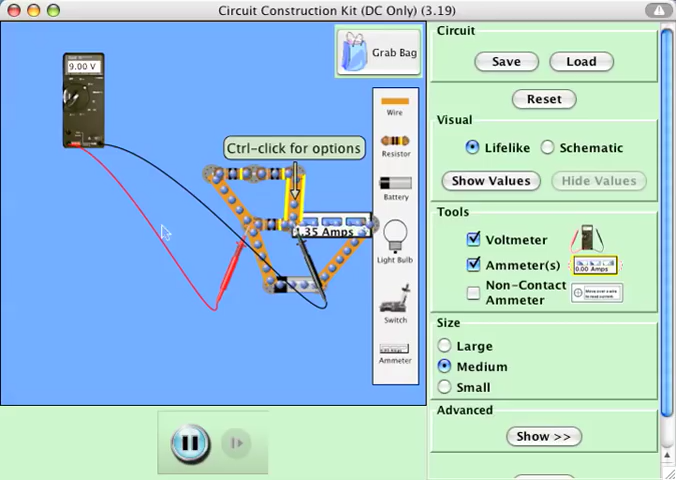 Circuit Construction Kit (DC Only) (3.19)
9.00 V
Grab Bag
Wire
Resistor
Battery
Light Bulb
Switch
Ammeter
Ctrl-click for options
1.35 Amps
Circuit
Save
Load
Reset
Visual
Lifelike
Schematic
Show Values
Hide Values
Tools
Voltmeter
Ammeter(s)
0.00 Amps
Non-Contact
Ammeter
Size
Large
Medium
Small
Advanced
Show >>